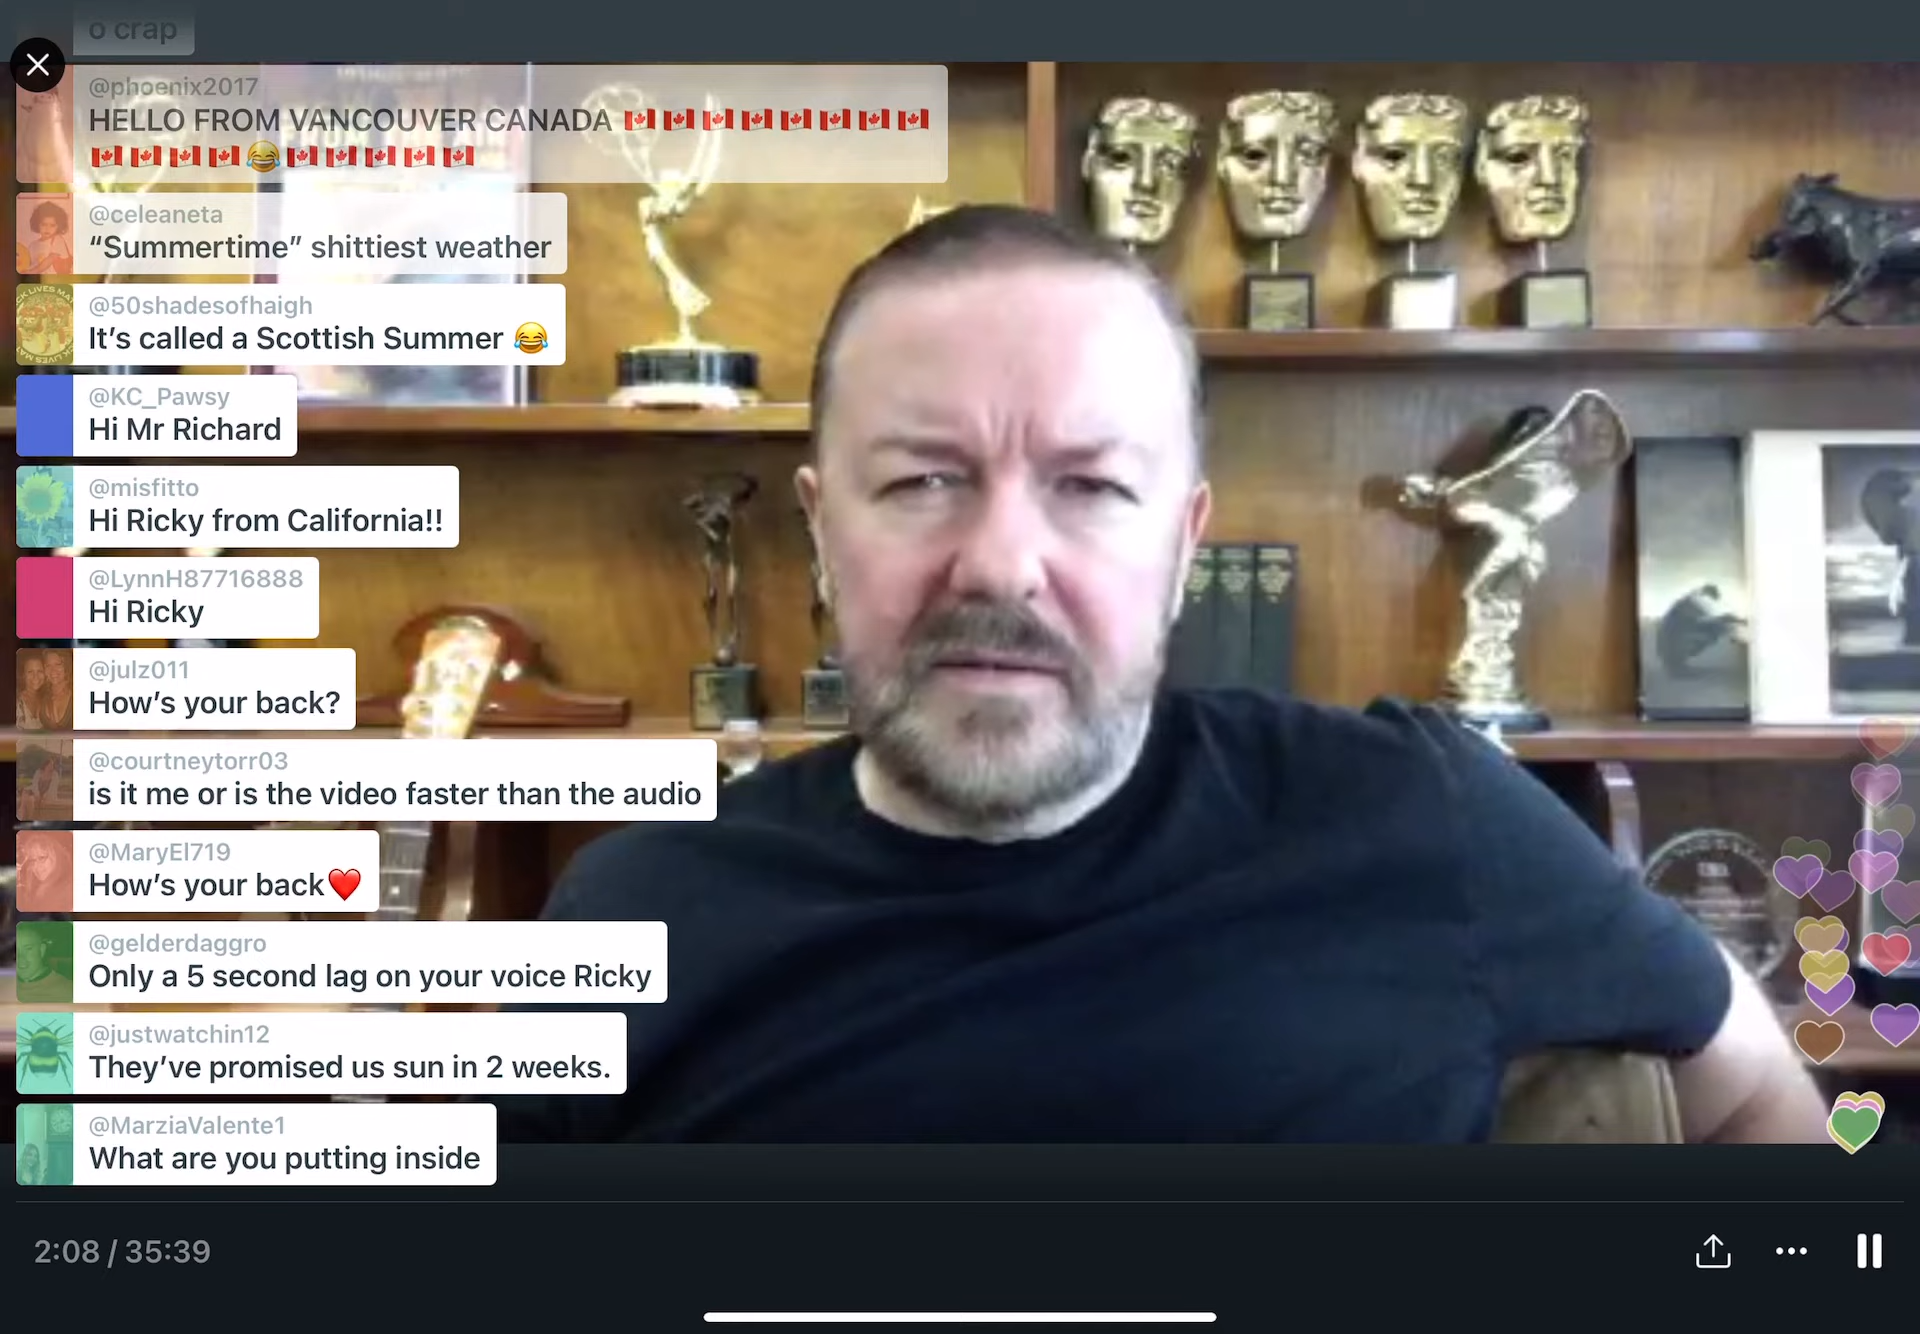 o crap
@phoenix2017
HELLO FROM VANCOUVER CANADA 🇨🇦🇨🇦🇨🇦🇨🇦🇨🇦🇨🇦🇨🇦🇨🇦
🇨🇦🇨🇦🇨🇦🇨🇦😂🇨🇦🇨🇦🇨🇦🇨🇦🇨🇦
@celeaneta
“Summertime” shittiest weather
@50shadesofhaigh
It’s called a Scottish Summer 😂
@KC_Pawsy
Hi Mr Richard
@misfitto
Hi Ricky from California!!
@LynnH87716888
Hi Ricky
@julz011
How’s your back?
@courtneytorr03
is it me or is the video faster than the audio
@MaryEl719
How’s your back❤️
@gelderdaggro
Only a 5 second lag on your voice Ricky
@justwatchin12
They’ve promised us sun in 2 weeks.
@MarziaValente1
What are you putting inside
2:08 / 35:39